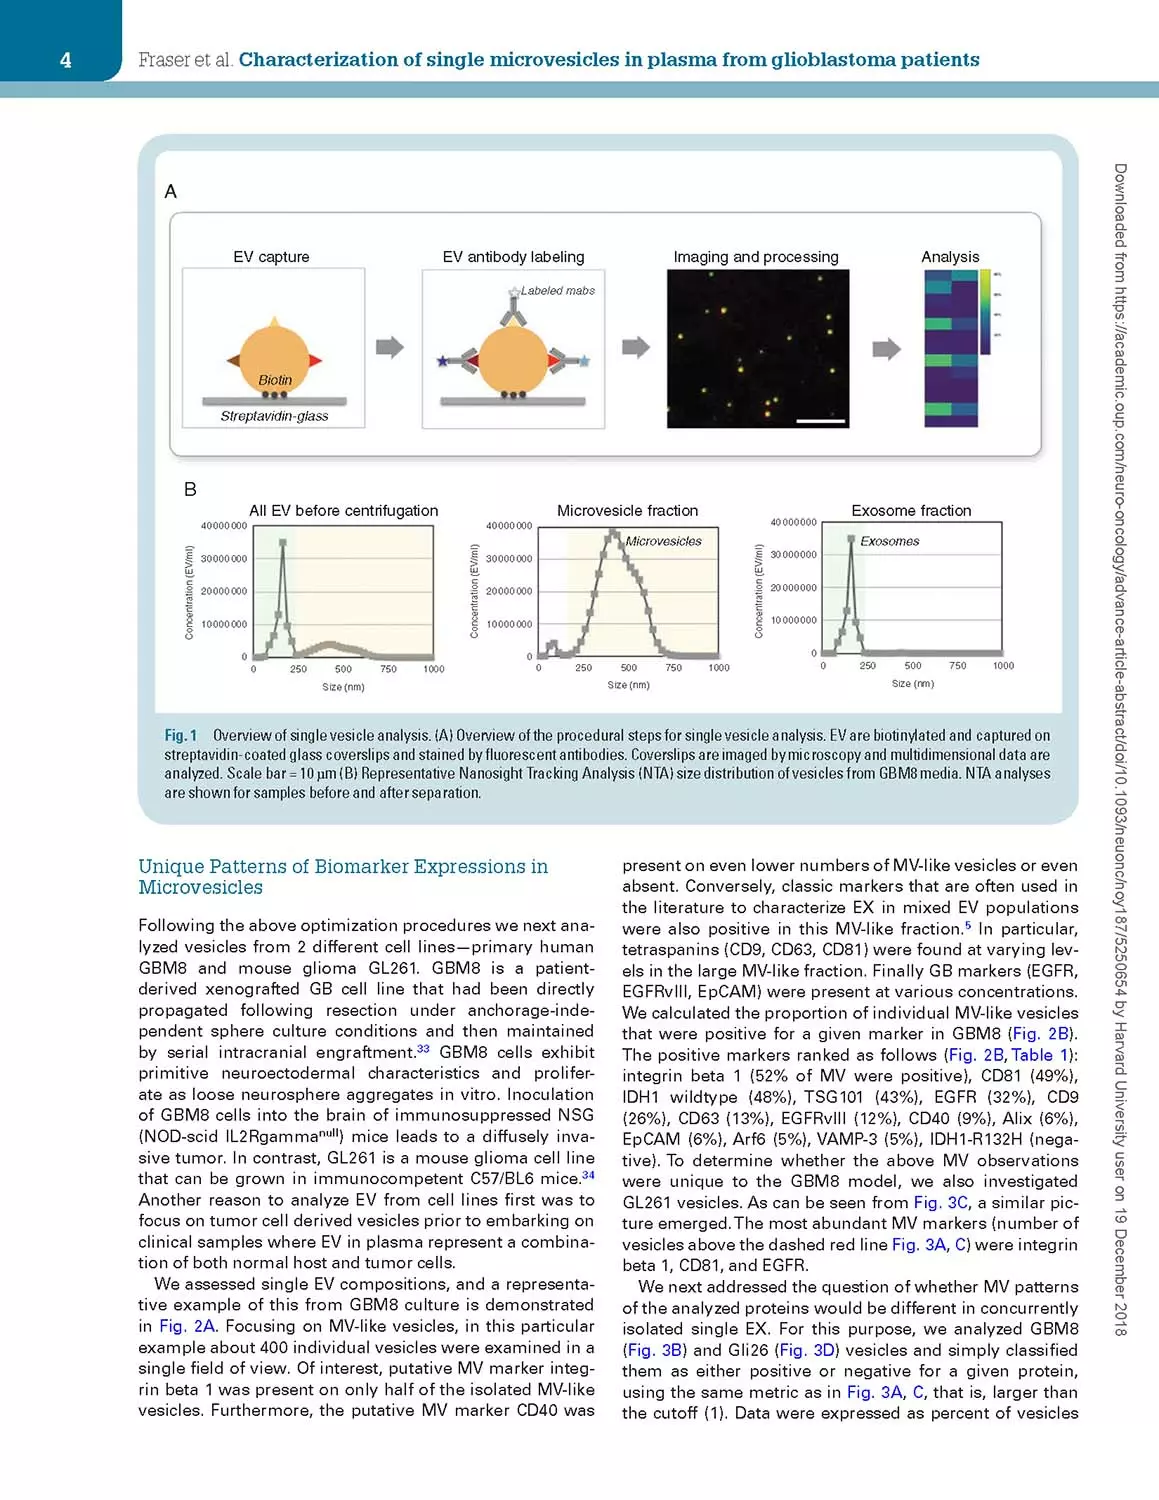 4
Fraser et al. Characterization of single microvesicles in plasma from glioblastoma patients
A
EV capture
EV antibody labeling
Imaging and processing
Analysis
Labeled mabs
Biotin
Streptavidin-glass
B
All EV before centrifugation
Concentration (EV/ml)
40000000
30000000
20000000
10000000
0
0 250 500 750 1000
Size (nm)
Microvesicle fraction
Concentration (EV/ml)
40000000
30000000
20000000
10000000
0
Microvesicles
0 250 500 750 1000
Size (nm)
Exosome fraction
Concentration (EV/ml)
40000000
30000000
20000000
10000000
0
Exosomes
0 250 500 750 1000
Size (nm)
Fig. 1 Overview of single vesicle analysis. (A) Overview of the procedural steps for single vesicle analysis. EV are biotinylated and captured on
streptavidin-coated glass coverslips and stained by fluorescent antibodies. Coverslips are imaged by microscopy and multidimensional data are
analyzed. Scale bar = 10 µm (B) Representative Nanosight Tracking Analysis (NTA) size distribution of vesicles from GBM8 media. NTA analyses
are shown for samples before and after separation.
Unique Patterns of Biomarker Expressions in
Microvesicles
Following the above optimization procedures we next ana-
lyzed vesicles from 2 different cell lines—primary human
GBM8 and mouse glioma GL261. GBM8 is a patient-
derived xenografted GB cell line that had been directly
propagated following resection under anchorage-inde-
pendent sphere culture conditions and then maintained
by serial intracranial engraftment.33 GBM8 cells exhibit
primitive neuroectodermal characteristics and prolifer-
ate as loose neurosphere aggregates in vitro. Inoculation
of GBM8 cells into the brain of immunosuppressed NSG
(NOD-scid IL2Rgammanull) mice leads to a diffusely inva-
sive tumor. In contrast, GL261 is a mouse glioma cell line
that can be grown in immunocompetent C57/BL6 mice.34
Another reason to analyze EV from cell lines first was to
focus on tumor cell derived vesicles prior to embarking on
clinical samples where EV in plasma represent a combina-
tion of both normal host and tumor cells.
We assessed single EV compositions, and a representa-
tive example of this from GBM8 culture is demonstrated
in Fig. 2A. Focusing on MV-like vesicles, in this particular
example about 400 individual vesicles were examined in a
single field of view. Of interest, putative MV marker integ-
rin beta 1 was present on only half of the isolated MV-like
vesicles. Furthermore, the putative MV marker CD40 was
present on even lower numbers of MV-like vesicles or even
absent. Conversely, classic markers that are often used in
the literature to characterize EX in mixed EV populations
were also positive in this MV-like fraction.5 In particular,
tetraspanins (CD9, CD63, CD81) were found at varying lev-
els in the large MV-like fraction. Finally GB markers (EGFR,
EGFRvIII, EpCAM) were present at various concentrations.
We calculated the proportion of individual MV-like vesicles
that were positive for a given marker in GBM8 (Fig. 2B).
The positive markers ranked as follows (Fig. 2B, Table 1):
integrin beta 1 (52% of MV were positive), CD81 (49%),
IDH1 wildtype (48%), TSG101 (43%), EGFR (32%), CD9
(26%), CD63 (13%), EGFRvIII (12%), CD40 (9%), Alix (6%),
EpCAM (6%), Arf6 (5%), VAMP-3 (5%), IDH1-R132H (nega-
tive). To determine whether the above MV observations
were unique to the GBM8 model, we also investigated
GL261 vesicles. As can be seen from Fig. 3C, a similar pic-
ture emerged. The most abundant MV markers (number of
vesicles above the dashed red line Fig. 3A, C) were integrin
beta 1, CD81, and EGFR.
We next addressed the question of whether MV patterns
of the analyzed proteins would be different in concurrently
isolated single EX. For this purpose, we analyzed GBM8
(Fig. 3B) and Gli26 (Fig. 3D) vesicles and simply classified
them as either positive or negative for a given protein,
using the same metric as in Fig. 3A, C, that is, larger than
the cutoff (1). Data were expressed as percent of vesicles
Downloaded from https://academic.oup.com/neuro-oncology/advance-article-abstract/doi/10.1093/neuonc/noy187/5250654 by Harvard University user on 19 December 2018